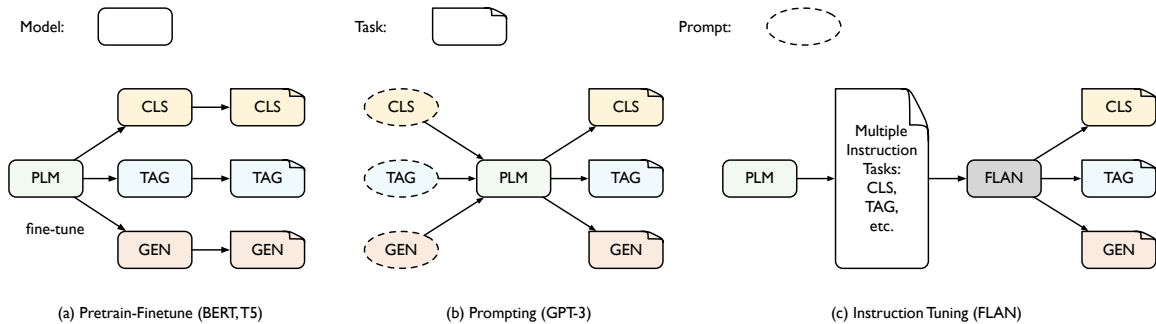 Model:
Task:
Prompt:
CLS
CLS
TAG
TAG
PLM
fine-tune
GEN
GEN
(a) Pretrain-Finetune (BERT, T5)
CLS
CLS
TAG
PLM
TAG
GEN
GEN
(b) Prompting (GPT-3)
PLM
Multiple
Instruction
Tasks:
CLS,
TAG,
etc.
FLAN
CLS
TAG
GEN
(c) Instruction Tuning (FLAN)